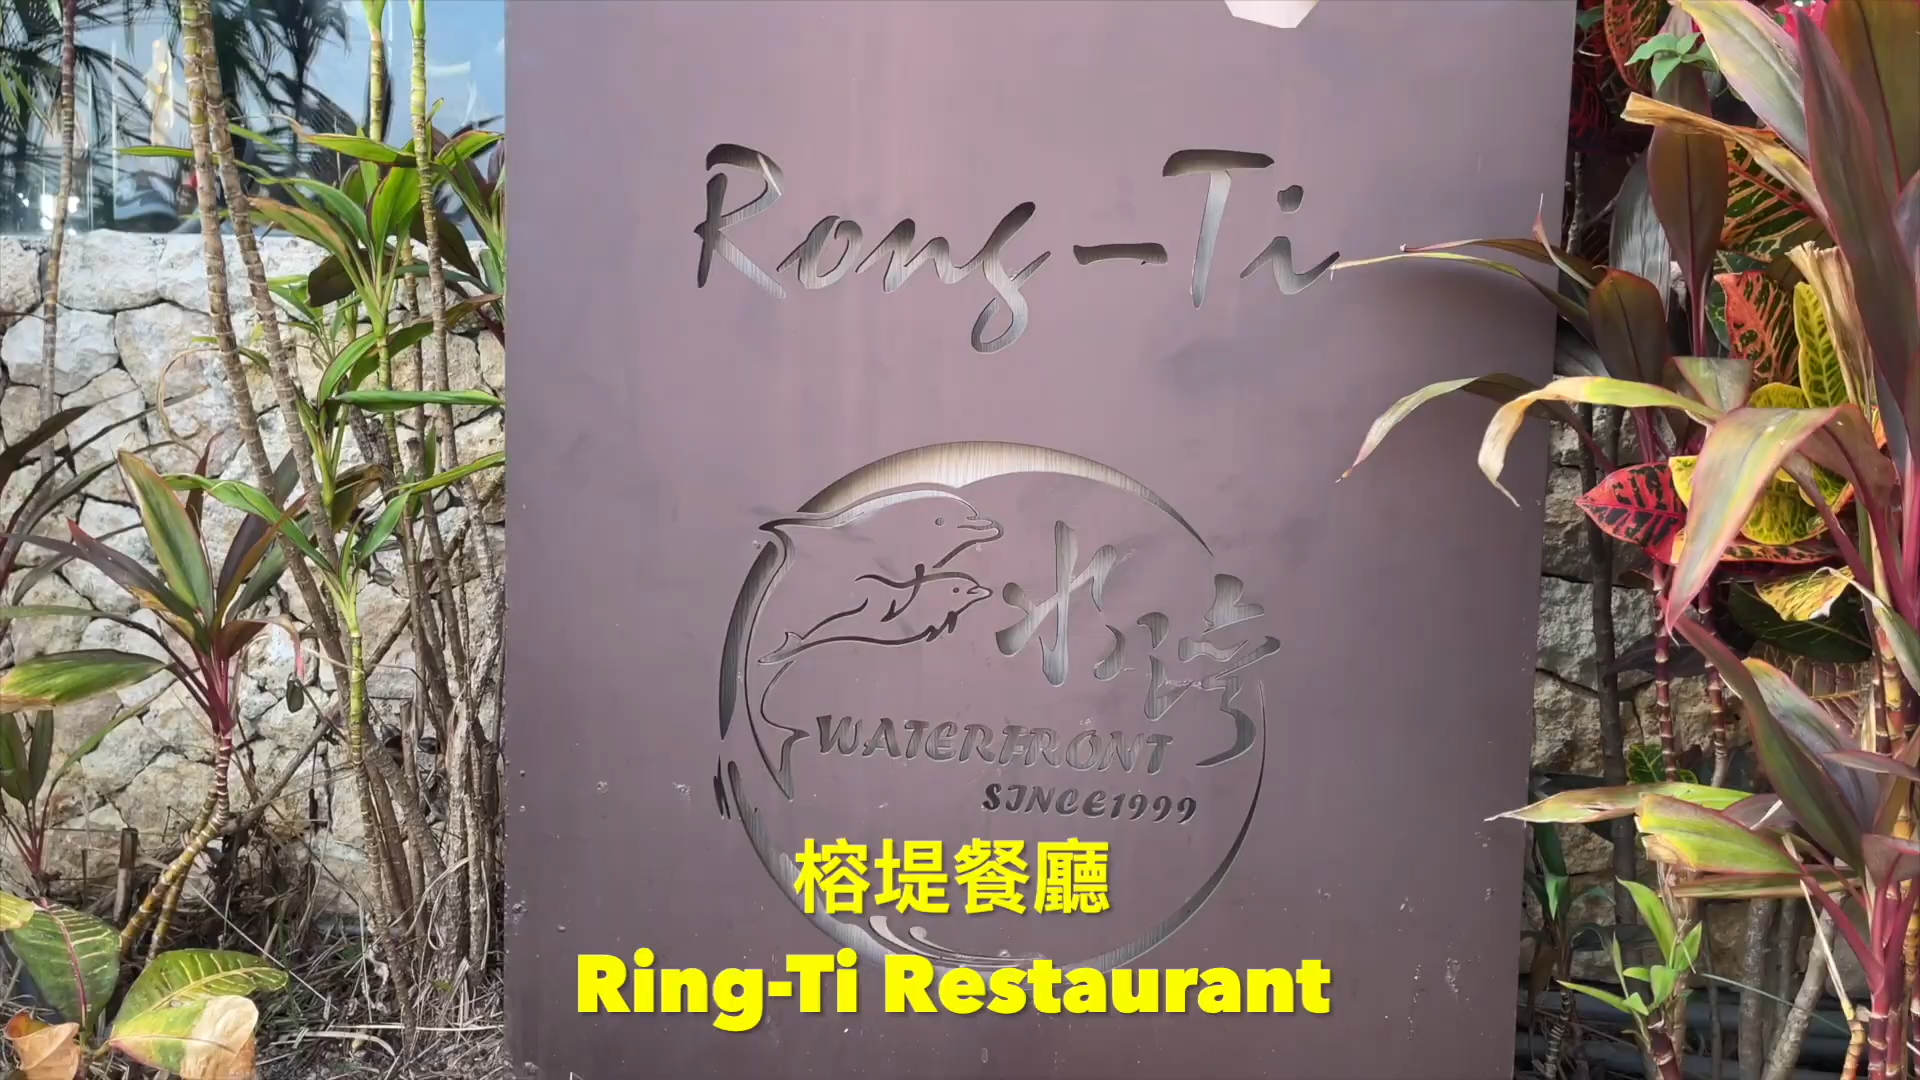 Rong-Ti
水灣
WATERFRONT
SINCE1999
榕堤餐廳
Ring-Ti Restaurant